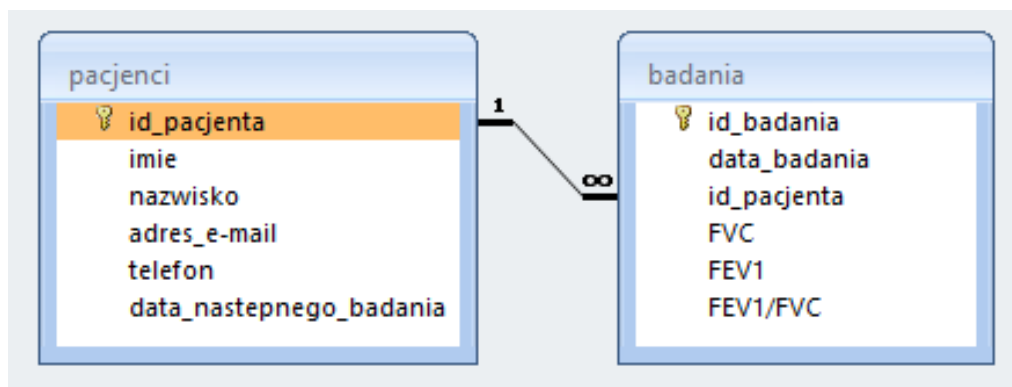 pacjenci
id_pacjenta
imie
nazwisko
adres_e-mail
telefon
data_nastepnego_badania
1
∞
badania
id_badania
data_badania
id_pacjenta
FVC
FEV1
FEV1/FVC